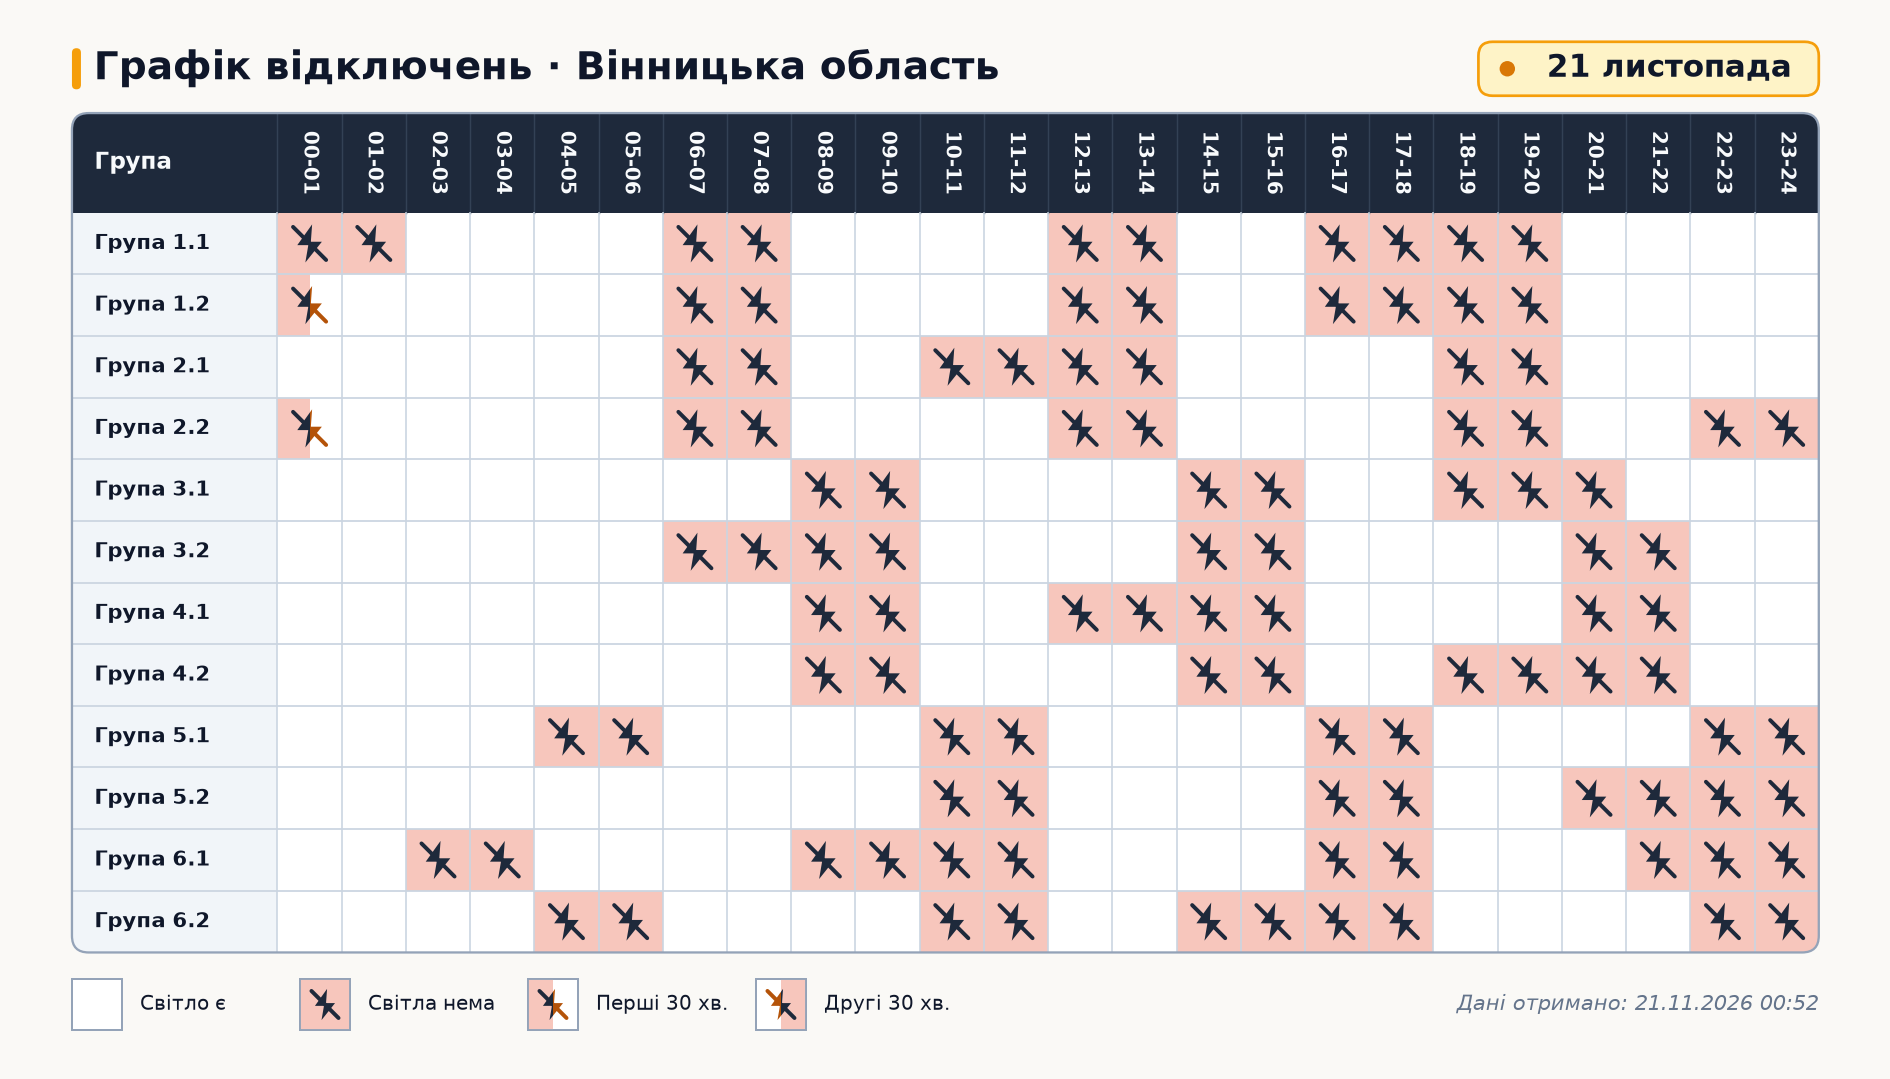 Графік відключень · Вінницька область
21 листопада
Група 00-01 01-02 02-03 03-04 04-05 05-06 06-07 07-08 08-09 09-10 10-11 11-12 12-13 13-14 14-15 15-16 16-17 17-18 18-19 19-20 20-21 21-22 22-23 23-24
Група 1.1
Група 1.2
Група 2.1
Група 2.2
Група 3.1
Група 3.2
Група 4.1
Група 4.2
Група 5.1
Група 5.2
Група 6.1
Група 6.2
Світло є Світла нема Перші 30 хв. Другі 30 хв. Дані отримано: 21.11.2026 00:52